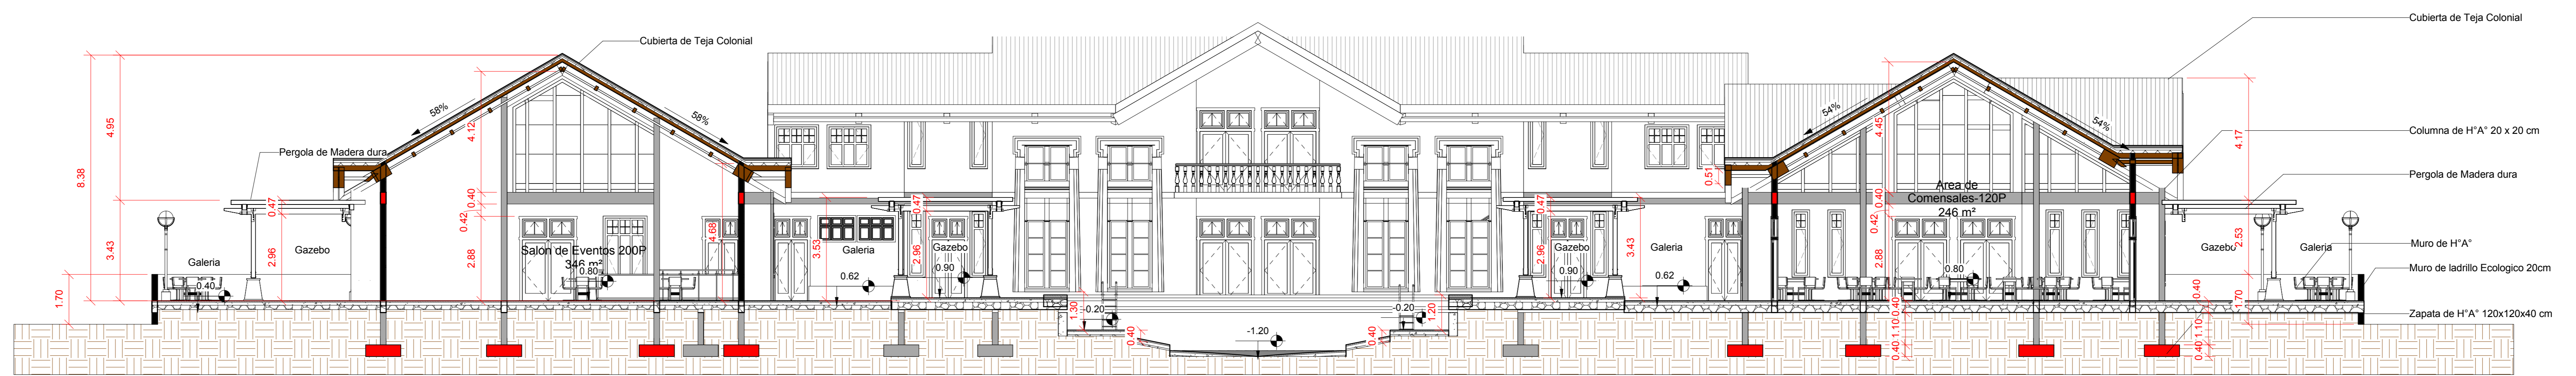 Cubierta de Teja Colonial
Cubierta de Teja Colonial
58%
58%
54%
54%
4.95
8.38
4.12
4.45
4.17
Columna de H°A° 20 x 20 cm
Pergola de Madera dura
Pergola de Madera dura
0.51
0.47
0.40
0.42
0.47
0.47
0.40
0.42
Area de
Comensales-120P
246 m²
3.43
2.96
2.88
4.68
3.53
2.96
2.96
3.43
2.88
2.53
Galeria
Gazebo
Salon de Eventos 200P
346 m²
Galeria
Gazebo
Gazebo
Galeria
Gazebo
Galeria
Muro de H°A°
Muro de ladrillo Ecologico 20cm
Zapata de H°A° 120x120x40 cm
0.40
0.80
0.62
0.90
0.90
0.62
0.80
1.70
1.30
-0.20
-0.20
1.20
0.40
-1.20
0.40
0.40
1.10
0.40
0.40
1.70
1.10
0.40